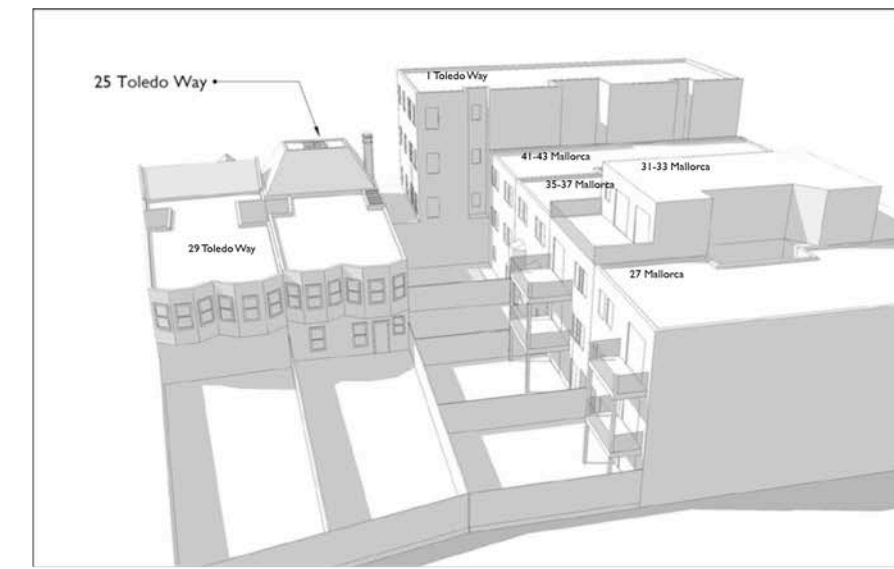 1 Toledo Way
25 Toledo Way
41-43 Mallorca
31-33 Mallorca
35-37 Mallorca
29 Toledo Way
27 Mallorca